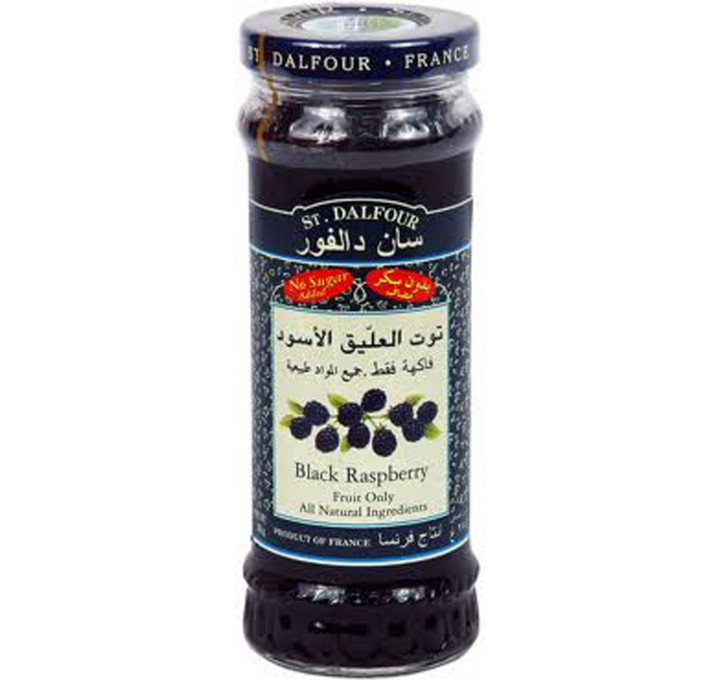 ST DALFOUR • FRANCE
ST. DALFOUR
سان دالفور
No Sugar بدون سكر
Added مضاف
توت العلّيق الأسود
فاكهة فقط. جميع المواد طبيعية
Black Raspberry
Fruit Only
All Natural Ingredients
PRODUCT OF FRANCE انتاج فرنسا